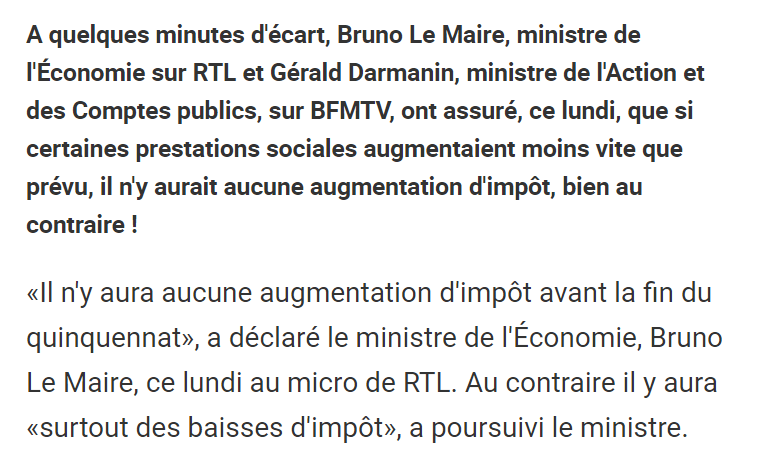 A quelques minutes d'écart, Bruno Le Maire, ministre de
l'Économie sur RTL et Gérald Darmanin, ministre de l'Action et
des Comptes publics, sur BFMTV, ont assuré, ce lundi, que si
certaines prestations sociales augmentaient moins vite que
prévu, il n'y aurait aucune augmentation d'impôt, bien au
contraire !
«Il n'y aura aucune augmentation d'impôt avant la fin du
quinquennat», a déclaré le ministre de l'Économie, Bruno
Le Maire, ce lundi au micro de RTL. Au contraire il y aura
«surtout des baisses d'impôt», a poursuivi le ministre.